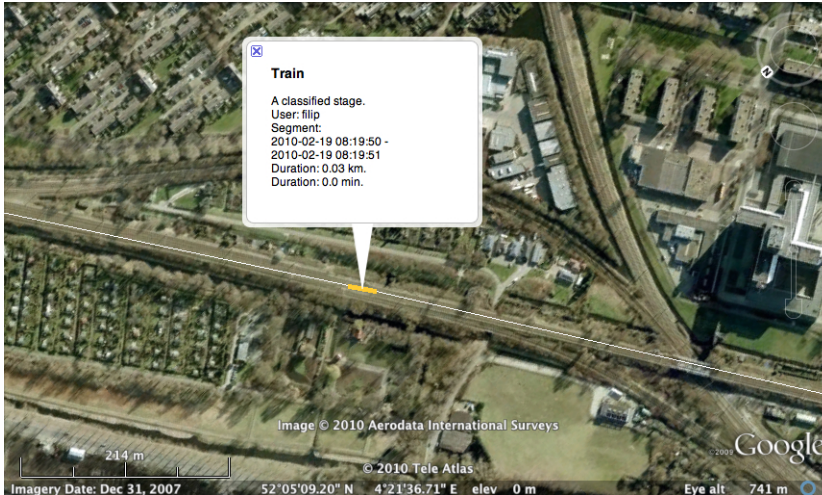 Train
A classified stage.
User: filip
Segment:
2010-02-19 08:19:50 -
2010-02-19 08:19:51
Duration: 0.03 km.
Duration: 0.0 min.
N
Image © 2010 Aerodata International Surveys
214 m
© 2010 Tele Atlas
©2009 Google
Imagery Date: Dec 31, 2007 52°05'09.20" N 4°21'36.71" E elev 0 m Eye alt 741 m